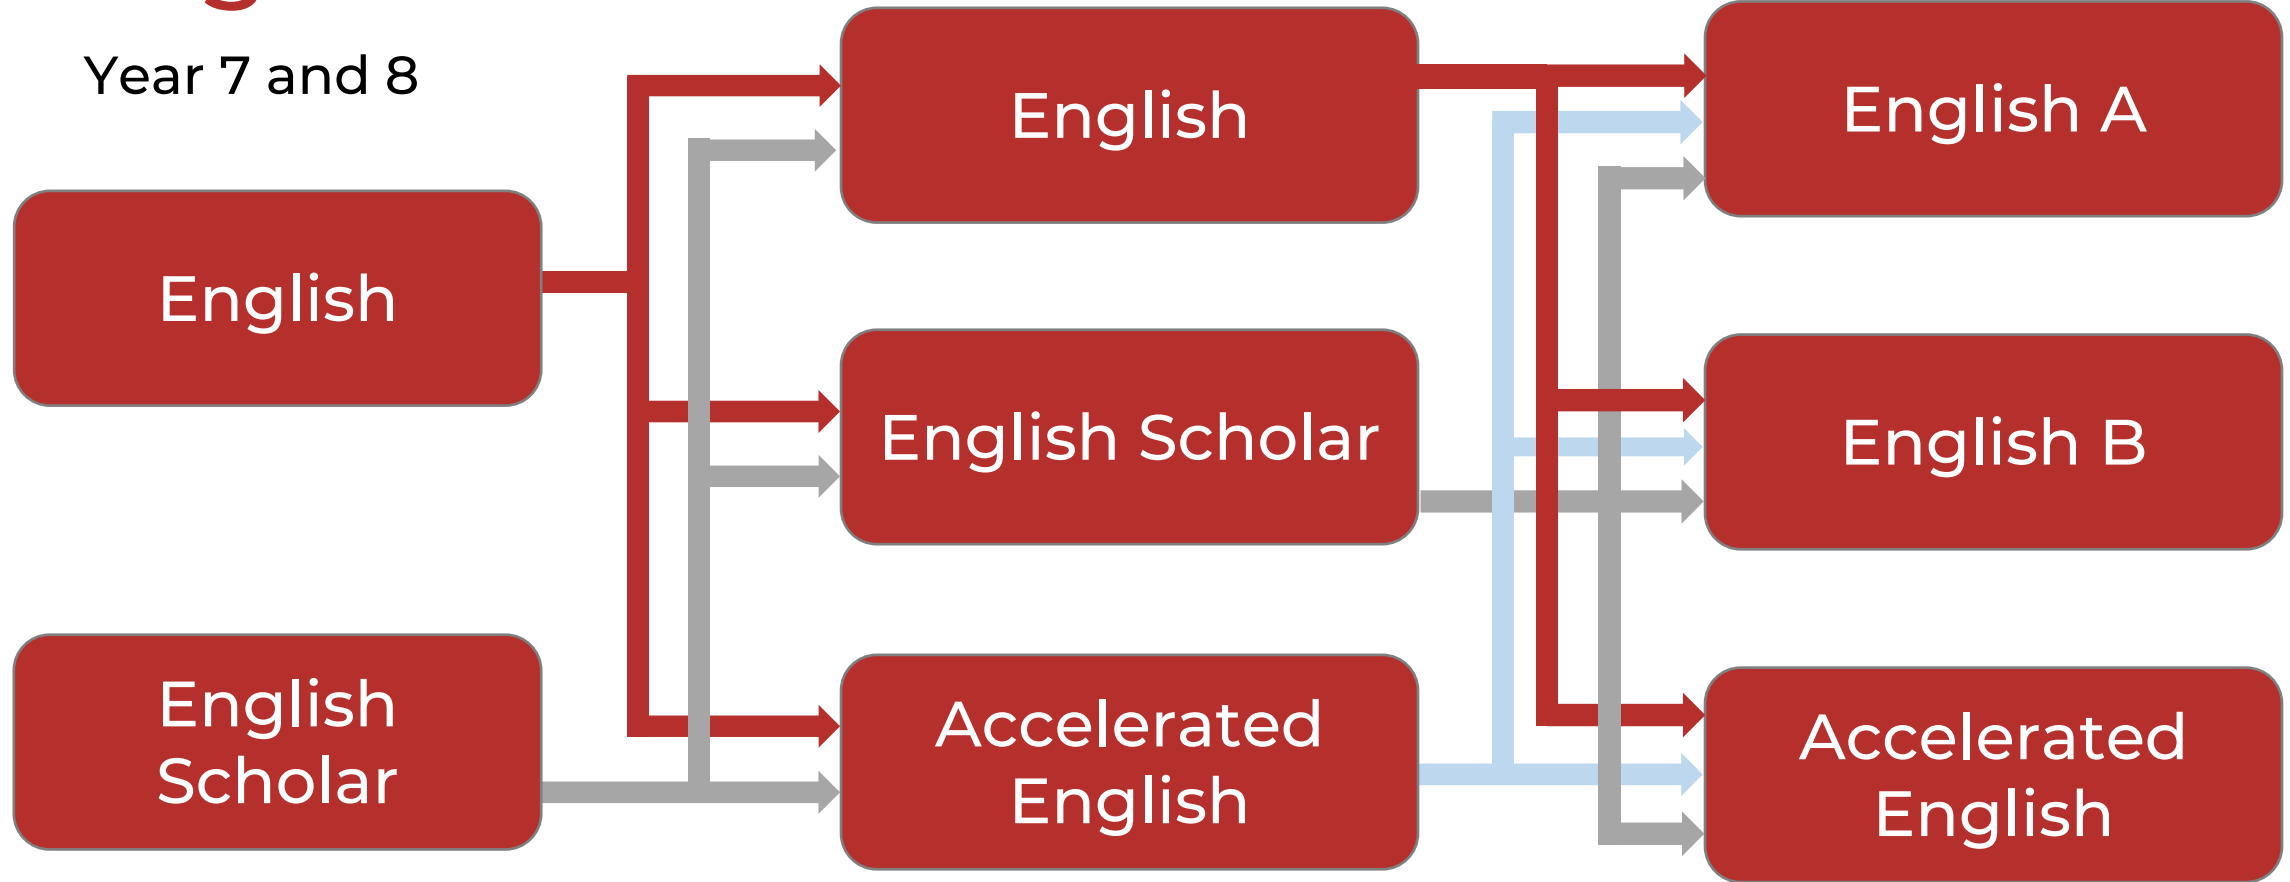 Year 7 and 8
English
English
Scholar
English
English Scholar
Accelerated
English
English A
English B
Accelerated
English